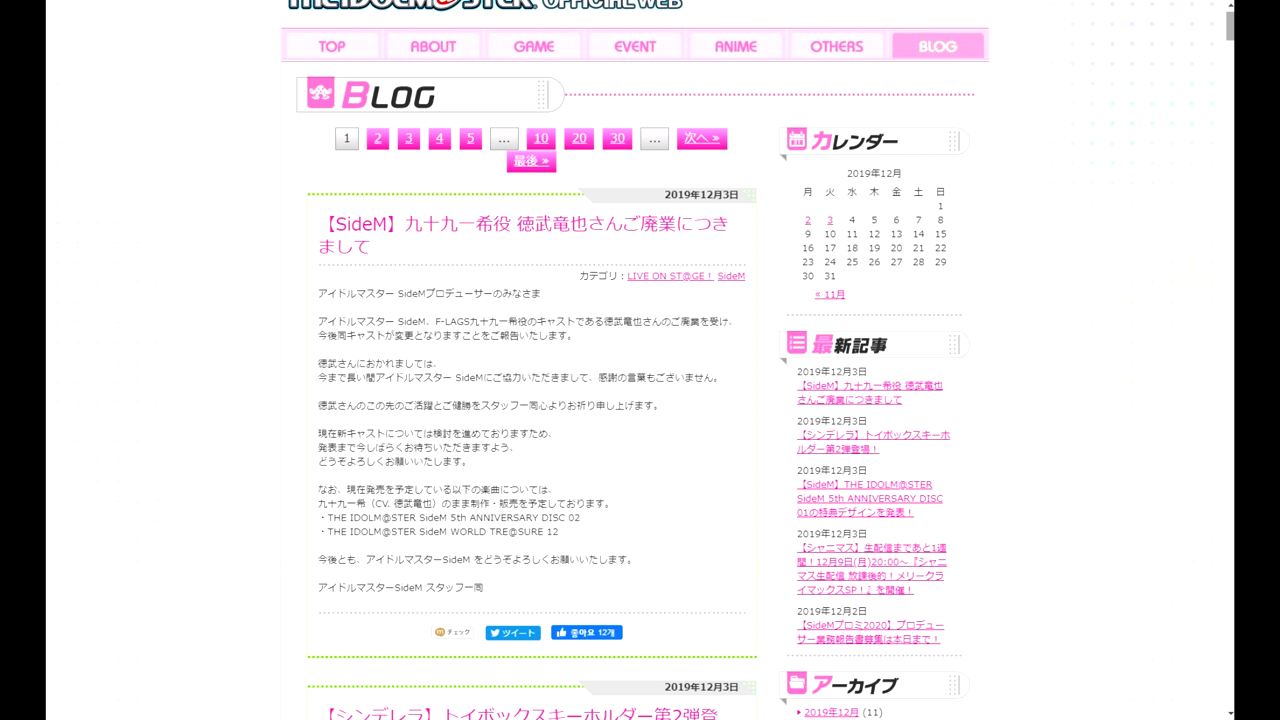 THE IDOLM@STER OFFICIAL WEB
TOP
ABOUT
GAME
EVENT
ANIME
OTHERS
BLOG
BLOG
1 2 3 4 5 ... 10 20 30 ... 次へ »
最後 »
2019年12月3日
【SideM】九十九一希役 徳武竜也さんご廃業につき
まして
カテゴリ：LIVE ON ST@GE！ SideM
アイドルマスター SideMプロデューサーのみなさま
アイドルマスター SideM、F-LAGS九十九一希役のキャストである徳武竜也さんのご廃業を受け、
今後同キャストが変更となりますことをご報告いたします。
徳武さんにおかれましては、
今まで長い間アイドルマスター SideMにご協力いただきまして、感謝の言葉もございません。
徳武さんのこの先のご活躍とご健勝をスタッフ一同心よりお祈り申し上げます。
現在新キャストについては検討を進めておりますため、
発表まで今しばらくお待ちいただきますよう、
どうぞよろしくお願いいたします。
なお、現在発売を予定している以下の楽曲については、
九十九一希（CV. 徳武竜也）のまま制作・販売を予定しております。
・THE IDOLM@STER SideM 5th ANNIVERSARY DISC 02
・THE IDOLM@STER SideM WORLD TRE@SURE 12
今後とも、アイドルマスターSideM をどうぞよろしくお願いいたします。
アイドルマスターSideM スタッフ一同
チェック
ツイート
좋아요 12개
2019年12月3日
【シンデレラ】トイボックスキーホルダー第2弾登
カレンダー
2019年12月
月 火 水 木 金 土 日
1
2 3 4 5 6 7 8
9 10 11 12 13 14 15
16 17 18 19 20 21 22
23 24 25 26 27 28 29
30 31
« 11月
最新記事
2019年12月3日
【SideM】九十九一希役 徳武竜也
さんご廃業につきまして
2019年12月3日
【シンデレラ】トイボックスキーホ
ルダー第2弾登場！
2019年12月3日
【SideM】THE IDOLM@STER
SideM 5th ANNIVERSARY DISC
01の特典デザインを発表！
2019年12月3日
【シャニマス】生配信まであと1週
間！12月9日(月)20:00～『シャニ
マス生配信 放課後的！メリークラ
イマックスSP！』を開催！
2019年12月2日
【SideMプロミ2020】プロデュー
サー業務報告書募集は本日まで！
アーカイブ
2019年12月 (11)